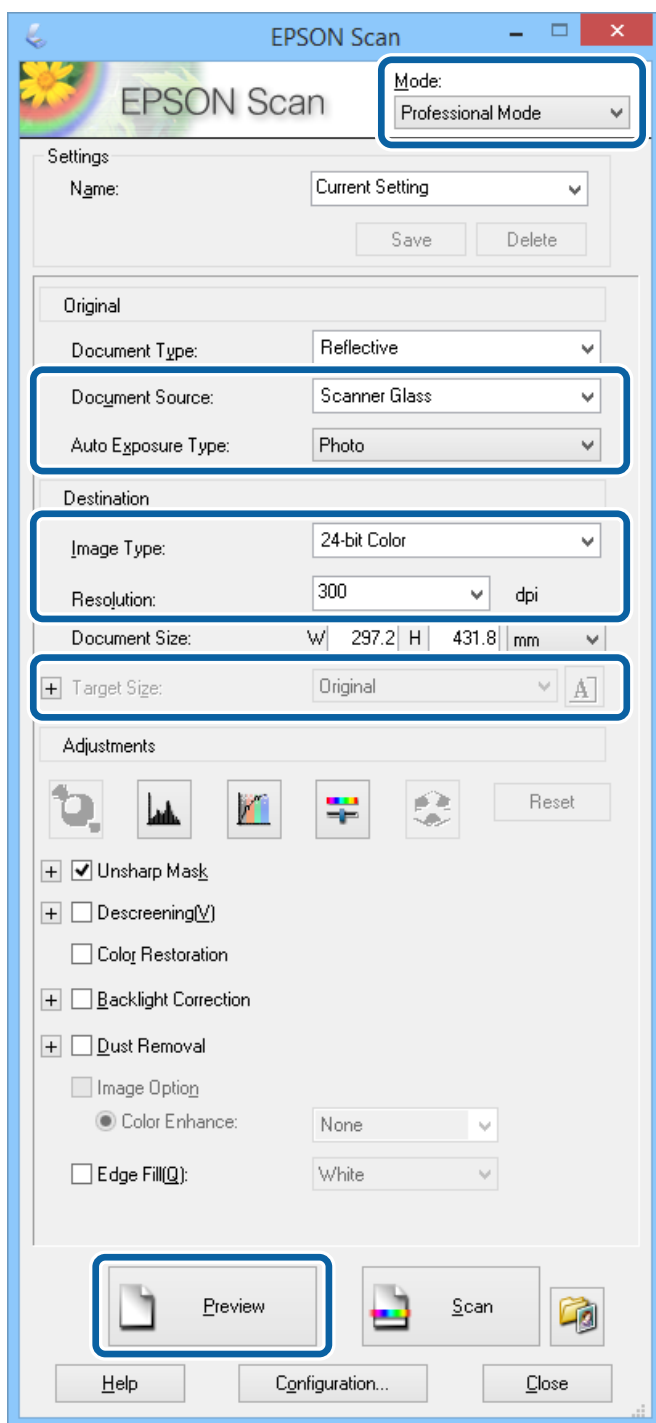 EPSON Scan
EPSON Scan
Mode:
Professional Mode
Settings
Name: Current Setting
Save Delete
Original
Document Type: Reflective
Document Source: Scanner Glass
Auto Exposure Type: Photo
Destination
Image Type: 24-bit Color
Resolution: 300 dpi
Document Size: W 297.2 H 431.8 mm
+ Target Size: Original A
Adjustments
Reset
+ Unsharp Mask
+ Descreening(V)
Color Restoration
+ Backlight Correction
+ Dust Removal
Image Option
Color Enhance: None
Edge Fill(Q): White
Preview Scan
Help Configuration... Close